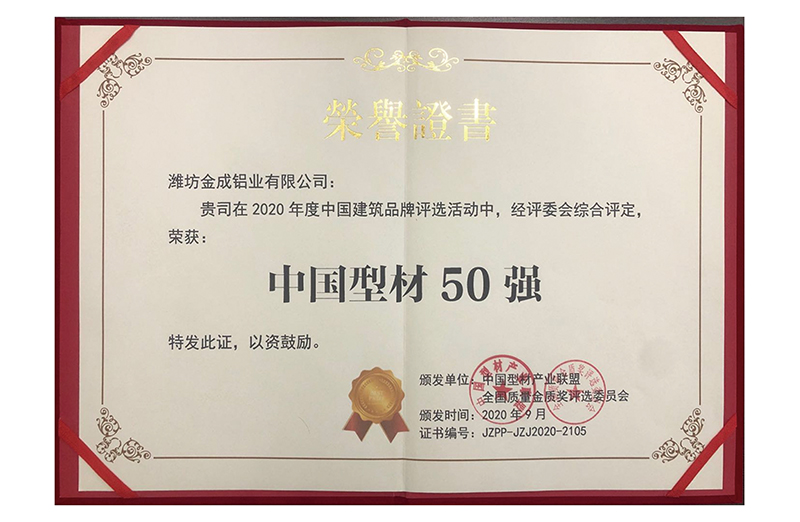 榮譽證書
潍坊金成铝业有限公司：
贵司在2020年度中国建筑品牌评选活动中，经评委会综合评定，
荣获：
中国型材50强
特发此证，以资鼓励。
颁发单位：中国型材产业联盟
全国质量金质奖评选委员会
颁发时间：2020年9月
证书编号：JZPP-JZJ2020-2105